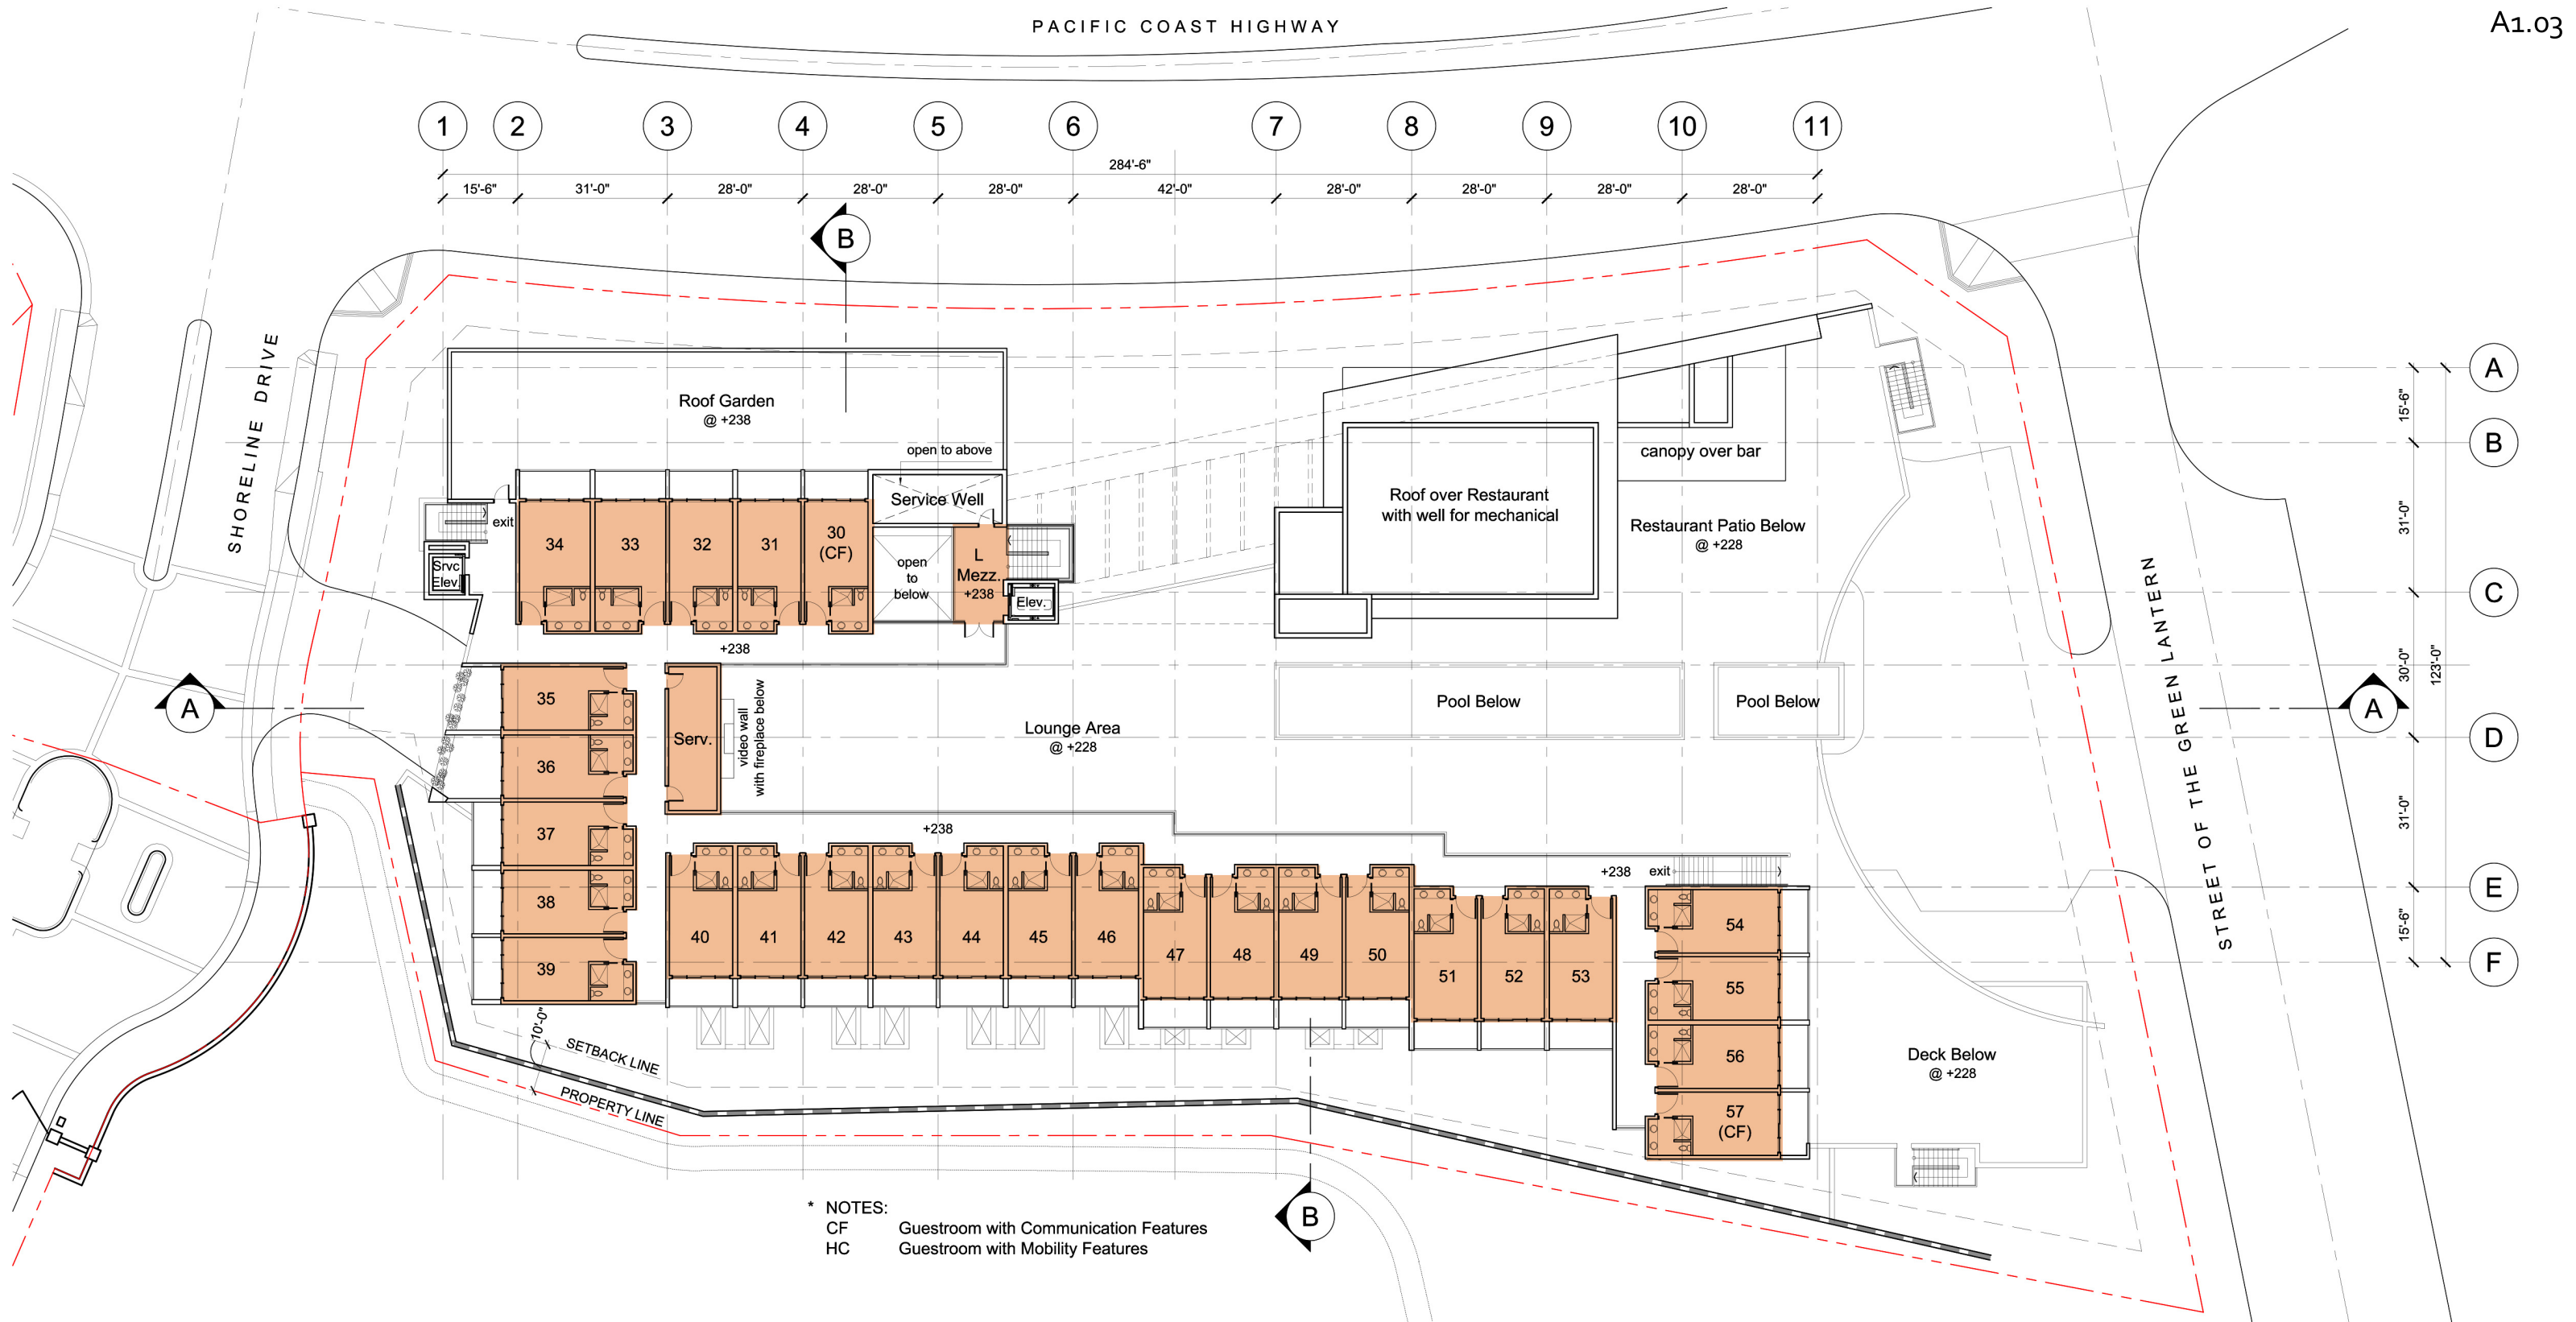 PACIFIC COAST HIGHWAY
A1.03
1
2
3
4
5
6
7
8
9
10
11
284'-6"
15'-6"
31'-0"
28'-0"
28'-0"
28'-0"
42'-0"
28'-0"
28'-0"
28'-0"
28'-0"
B
SHORELINE DRIVE
STREET OF THE GREEN LANTERN
A
B
C
D
E
F
15'-6"
31'-0"
30'-0"
123'-0"
31'-0"
15'-6"
Roof Garden
@ +238
open to above
Service Well
exit
Srvc
Elev.
34
33
32
31
30
(CF)
open
to
below
L
Mezz.
+238
Elev.
+238
canopy over bar
Roof over Restaurant
with well for mechanical
Restaurant Patio Below
@ +228
A
35
36
37
38
39
Serv.
video wall
with fireplace below
Lounge Area
@ +228
Pool Below
Pool Below
A
+238
+238
exit
40
41
42
43
44
45
46
47
48
49
50
51
52
53
54
55
56
57
(CF)
Deck Below
@ +228
10'-0"
SETBACK LINE
PROPERTY LINE
* NOTES:
CF Guestroom with Communication Features
HC Guestroom with Mobility Features
B